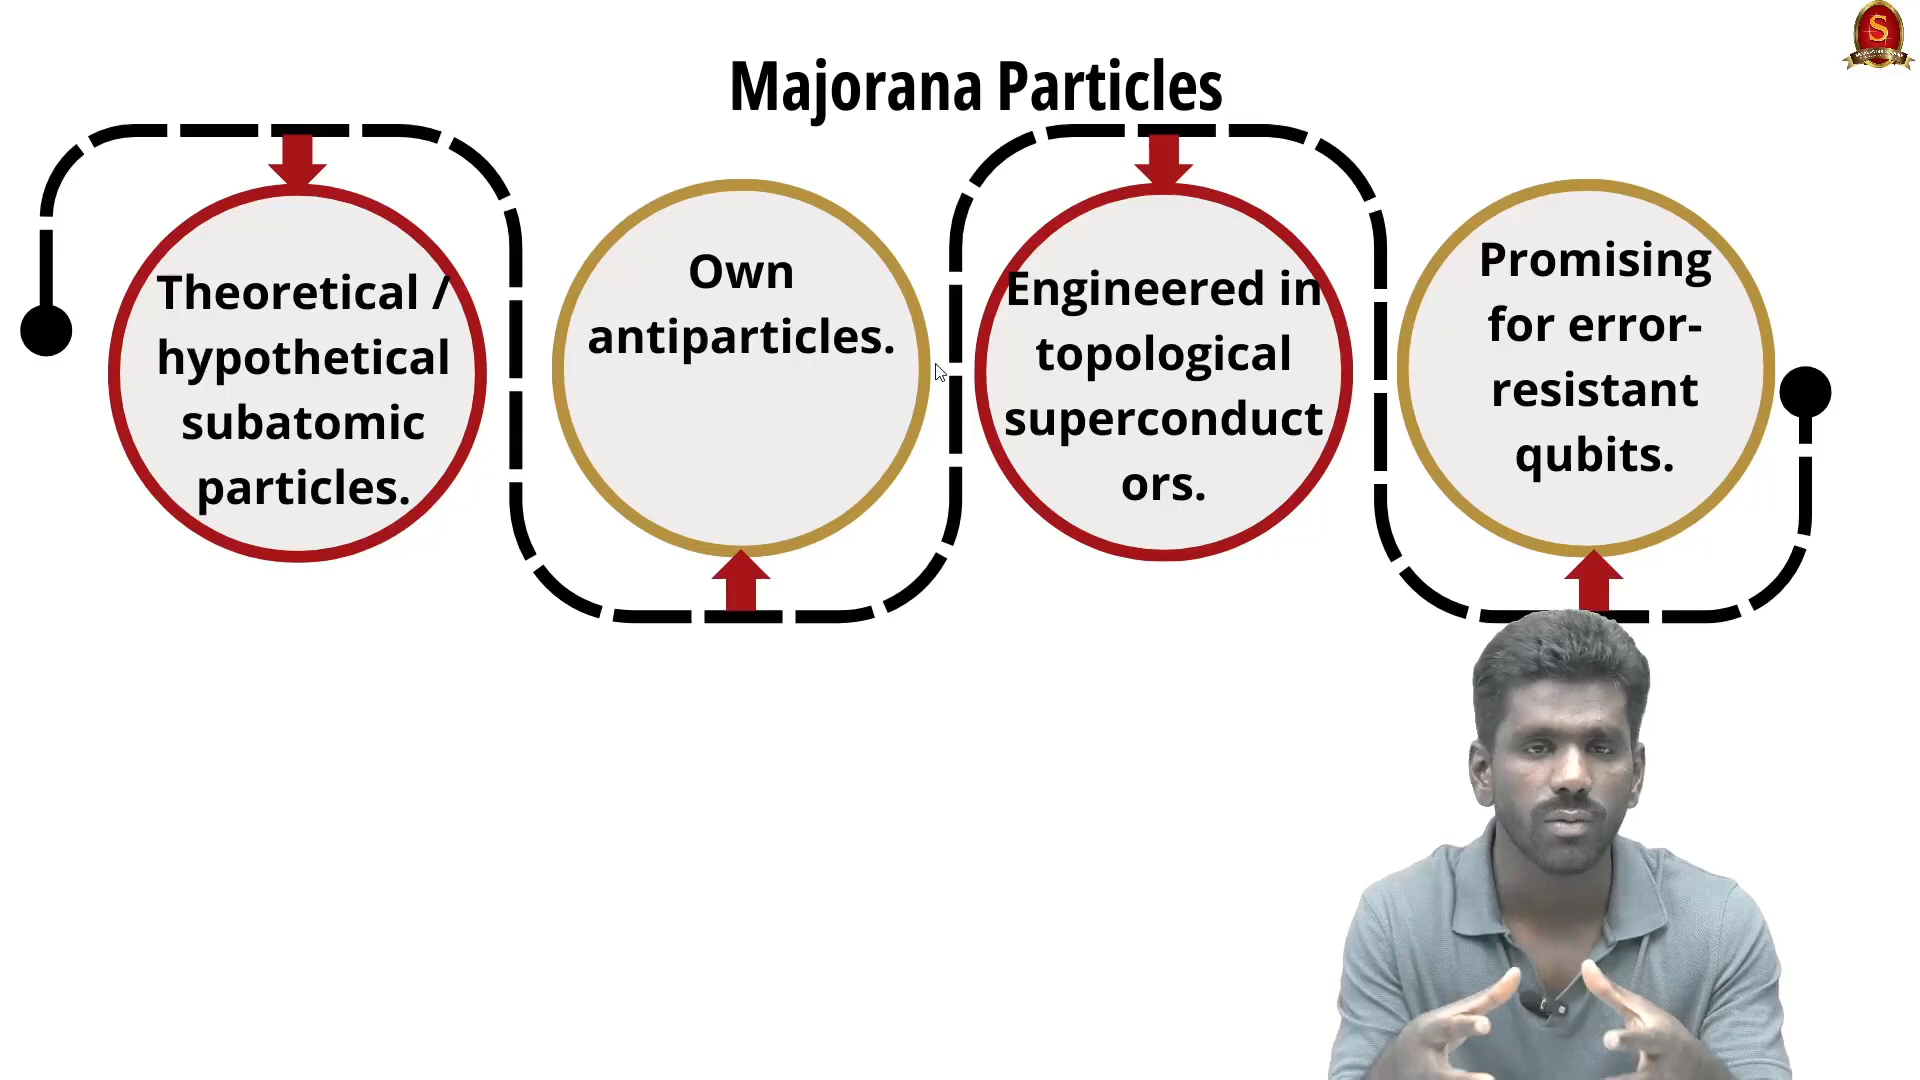 Majorana Particles
Theoretical /
hypothetical
subatomic
particles.
Own
antiparticles.
Engineered in
topological
superconduct
ors.
Promising
for error-
resistant
qubits.
S